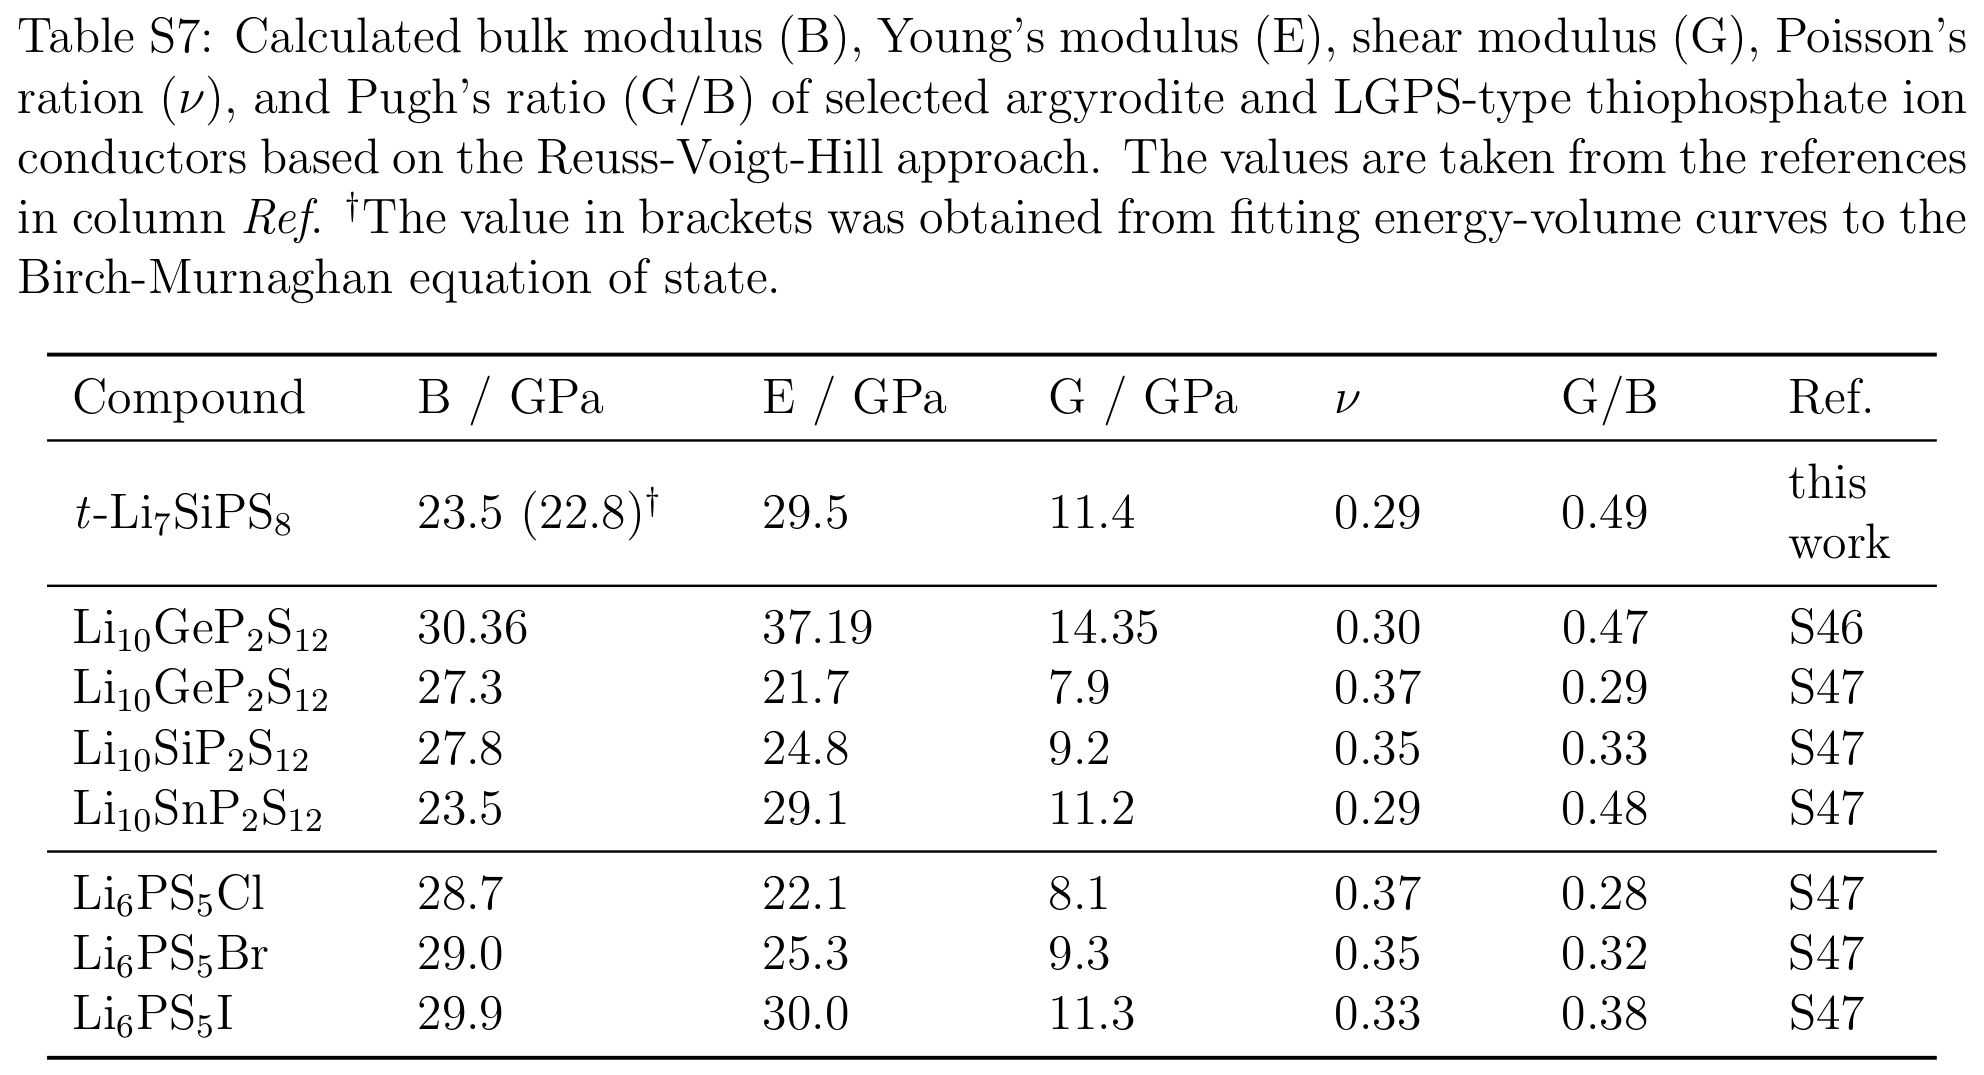 Table S7: Calculated bulk modulus (B), Young's modulus (E), shear modulus (G), Poisson's
ration (ν), and Pugh's ratio (G/B) of selected argyrodite and LGPS-type thiophosphate ion
conductors based on the Reuss-Voigt-Hill approach. The values are taken from the references
in column Ref. †The value in brackets was obtained from fitting energy-volume curves to the
Birch-Murnaghan equation of state.
Compound B / GPa E / GPa G / GPa ν G/B Ref.
t-Li₇SiPS₈ 23.5 (22.8)† 29.5 11.4 0.29 0.49 this work
Li₁₀GeP₂S₁₂ 30.36 37.19 14.35 0.30 0.47 S46
Li₁₀GeP₂S₁₂ 27.3 21.7 7.9 0.37 0.29 S47
Li₁₀SiP₂S₁₂ 27.8 24.8 9.2 0.35 0.33 S47
Li₁₀SnP₂S₁₂ 23.5 29.1 11.2 0.29 0.48 S47
Li₆PS₅Cl 28.7 22.1 8.1 0.37 0.28 S47
Li₆PS₅Br 29.0 25.3 9.3 0.35 0.32 S47
Li₆PS₅I 29.9 30.0 11.3 0.33 0.38 S47